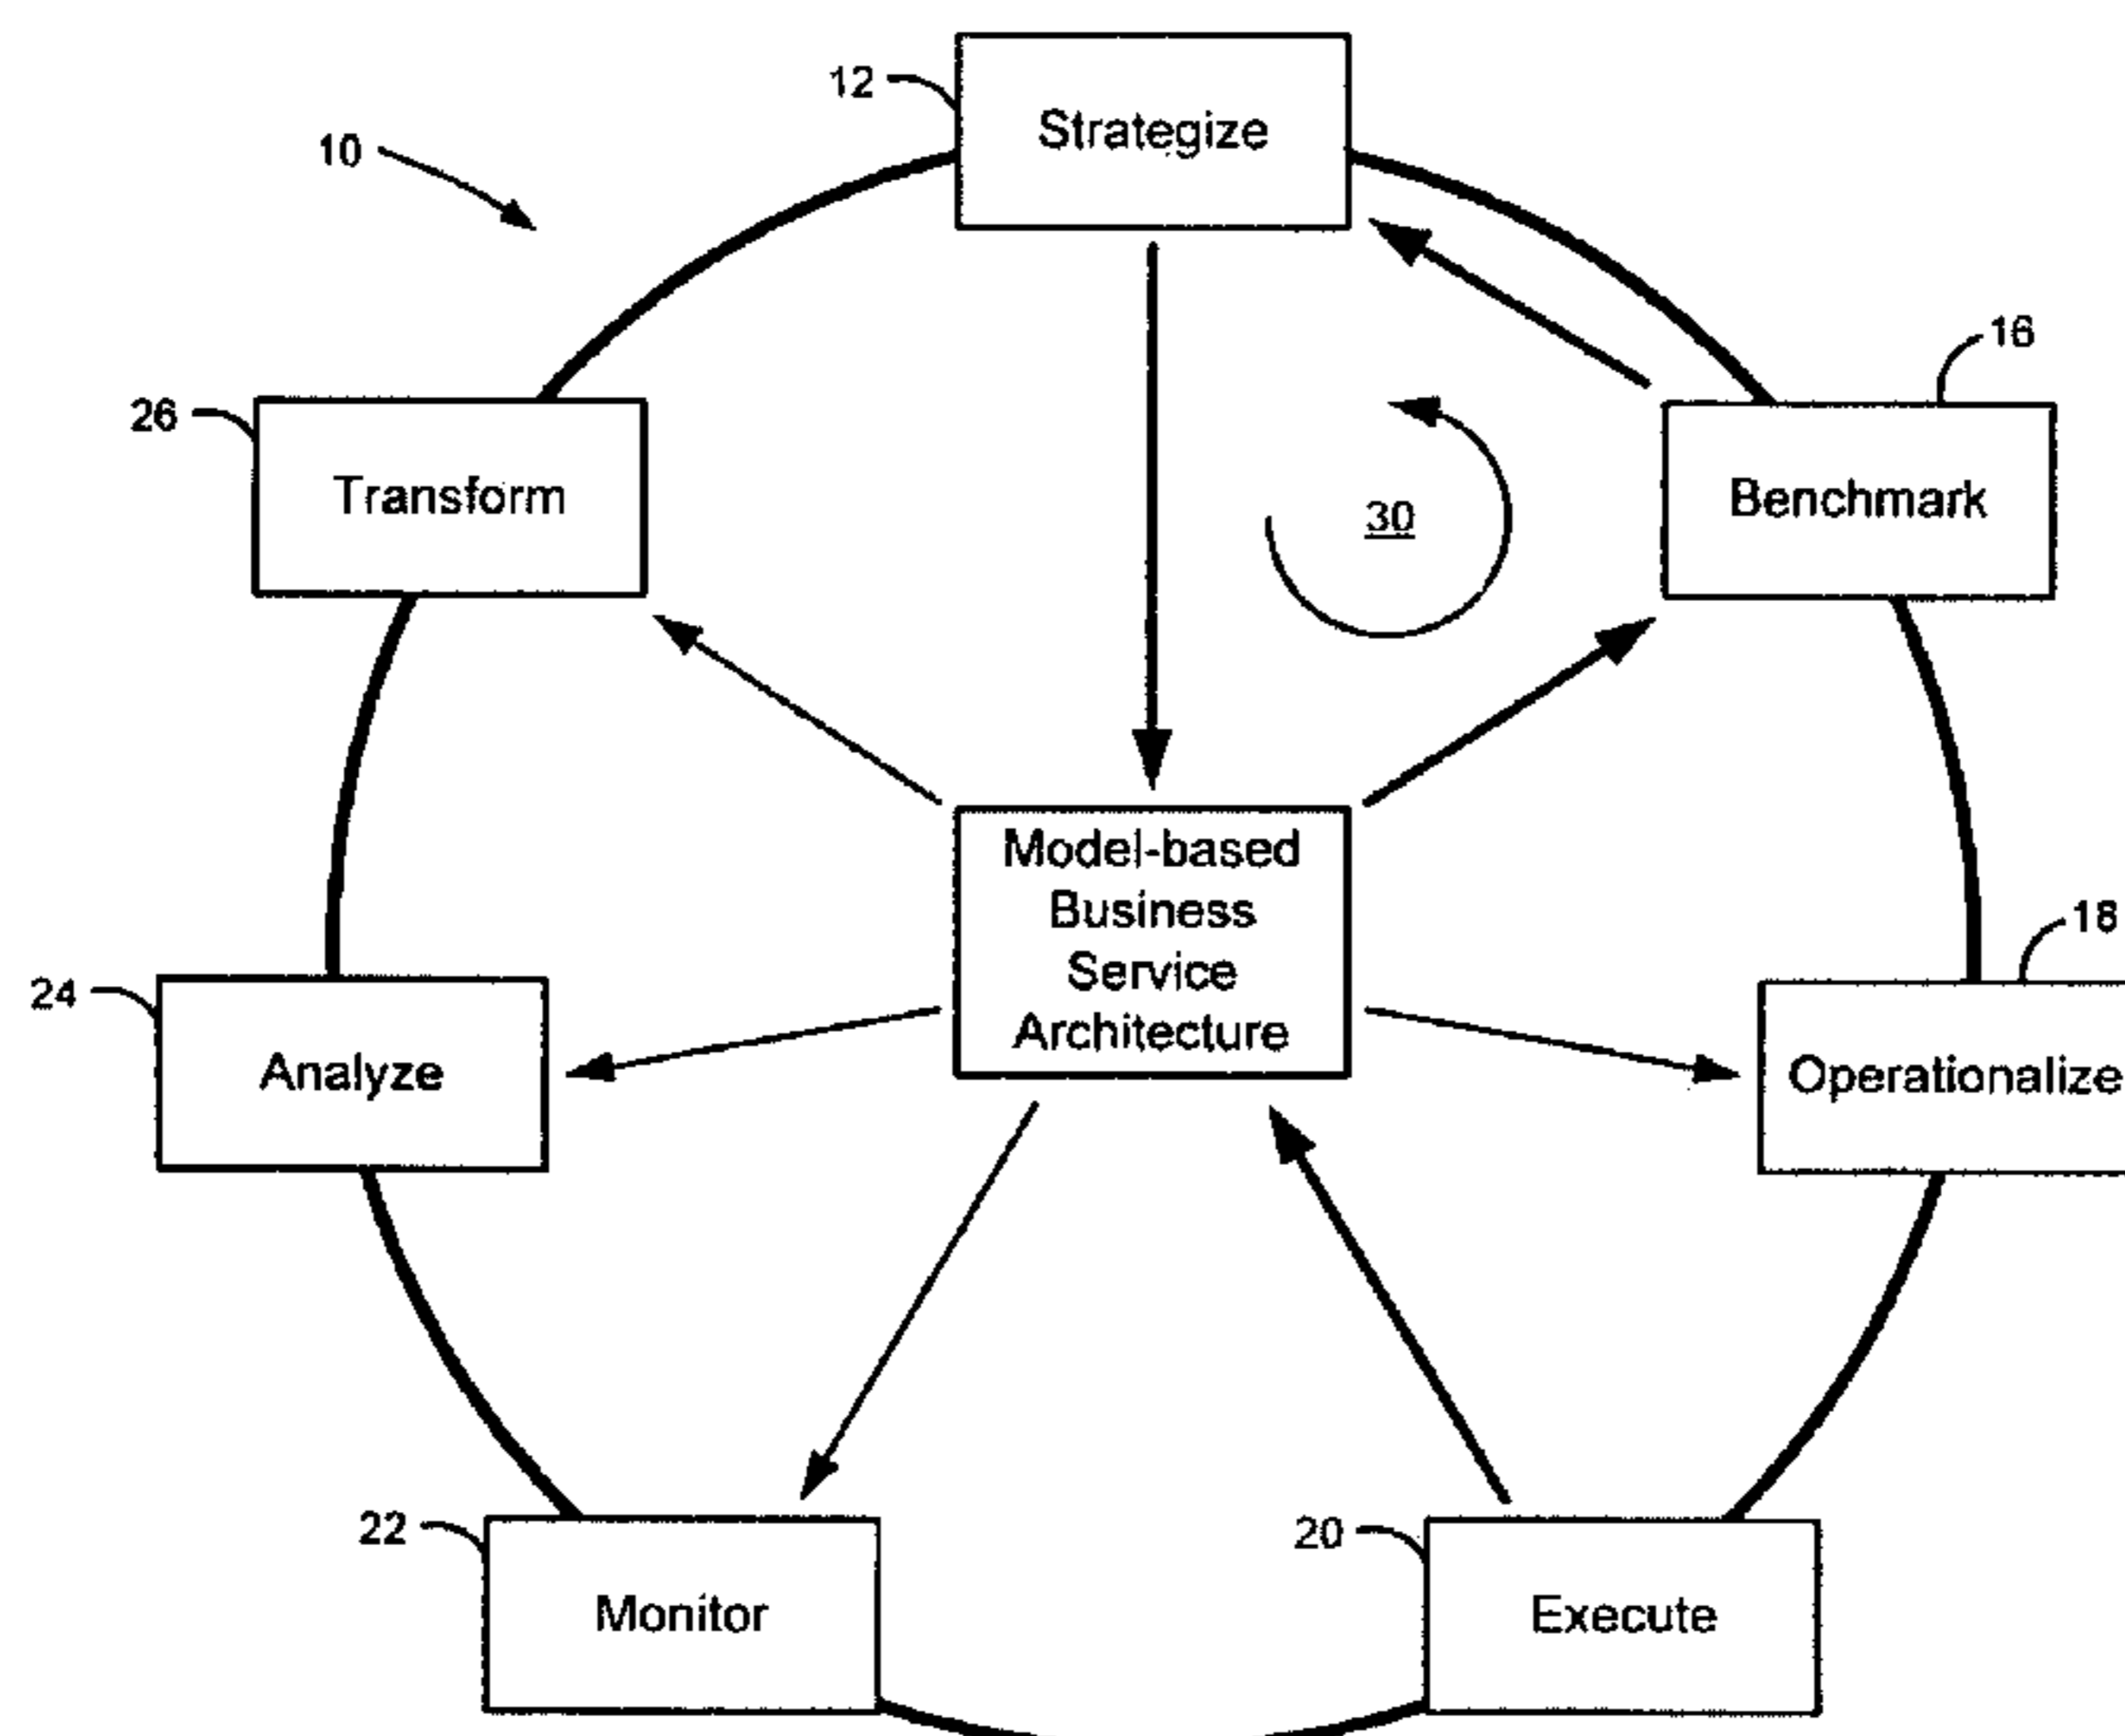 12
Strategize
10
16
26
Transform
30
Benchmark
Model-based
Business
Service
Architecture
18
24
Analyze
Operationalize
22
20
Monitor
Execute